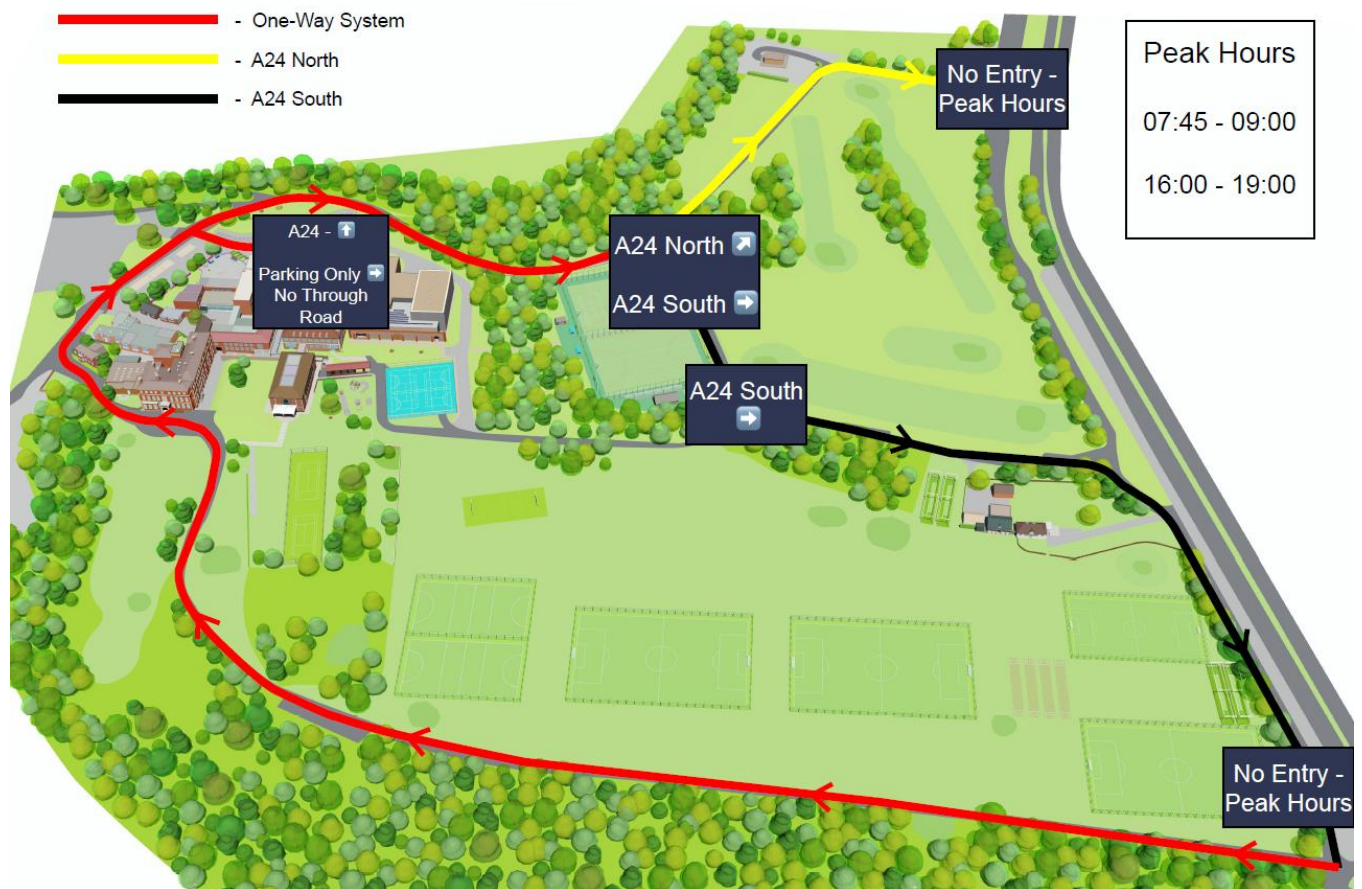 - One-Way System
- A24 North
- A24 South
Peak Hours
07:45 - 09:00
16:00 - 19:00
No Entry -
Peak Hours
A24 - ⬆️
Parking Only ➡️
No Through
Road
A24 North ↗️
A24 South ➡️
A24 South
➡️
No Entry -
Peak Hours